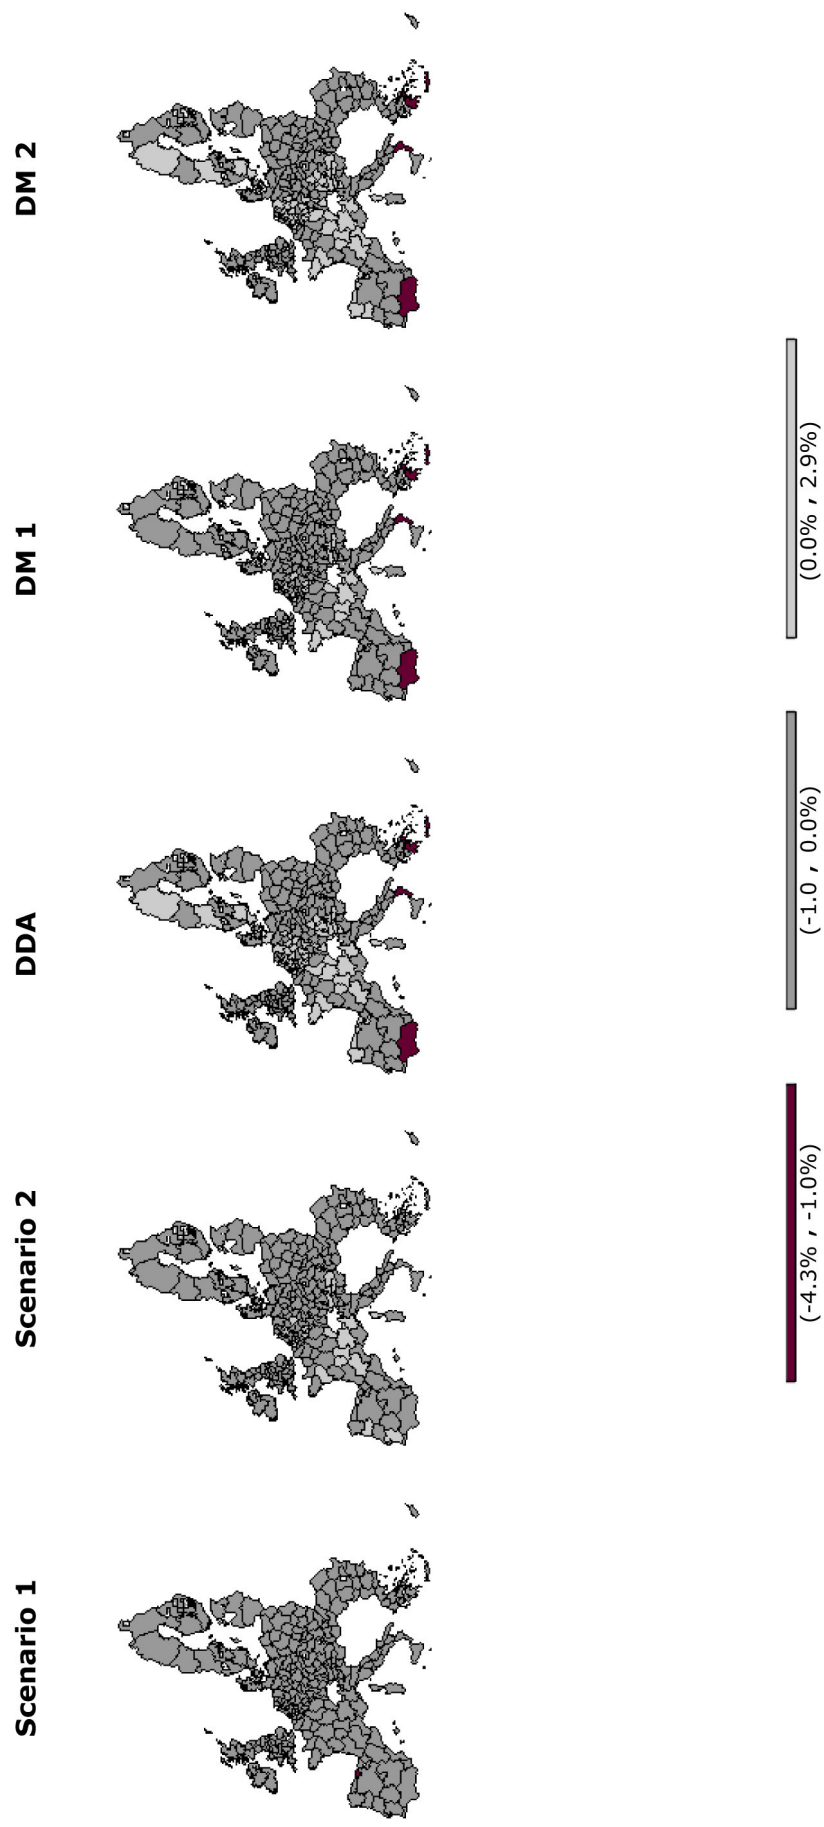 Scenario 1
Scenario 2
DDA
DM 1
DM 2
(-4.3% , -1.0%)
(-1.0 , 0.0%)
(0.0% , 2.9%)